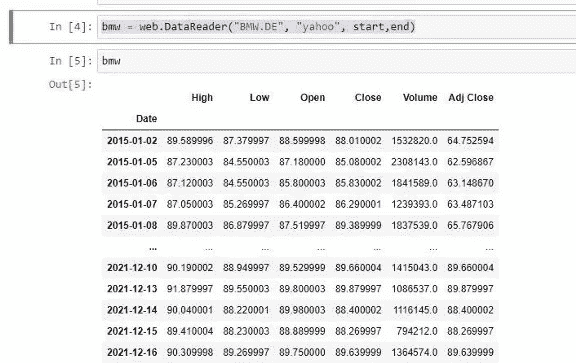 In [4]: bmw = web.DataReader("BMW.DE", "yahoo", start,end)
In [5]: bmw
Out[5]:
High Low Open Close Volume Adj Close
Date
2015-01-02 89.589996 87.379997 88.599998 88.010002 1532820.0 64.752594
2015-01-05 87.230003 84.550003 87.180000 85.080002 2308143.0 62.596867
2015-01-06 87.120003 84.550003 85.800003 85.830002 1841589.0 63.148670
2015-01-07 87.050003 85.269997 86.400002 86.290001 1239393.0 63.487103
2015-01-08 89.870003 86.879997 87.519997 89.389999 1837539.0 65.767906
... ... ... ... ... ... ...
2021-12-10 90.190002 88.949997 89.529999 89.660004 1415043.0 89.660004
2021-12-13 91.879997 89.550003 89.800003 89.879997 1086537.0 89.879997
2021-12-14 90.040001 88.220001 89.980003 88.400002 1116145.0 88.400002
2021-12-15 89.410004 88.230003 88.889999 88.269997 794212.0 88.269997
2021-12-16 90.309998 89.269997 89.750000 89.639999 1364574.0 89.639999